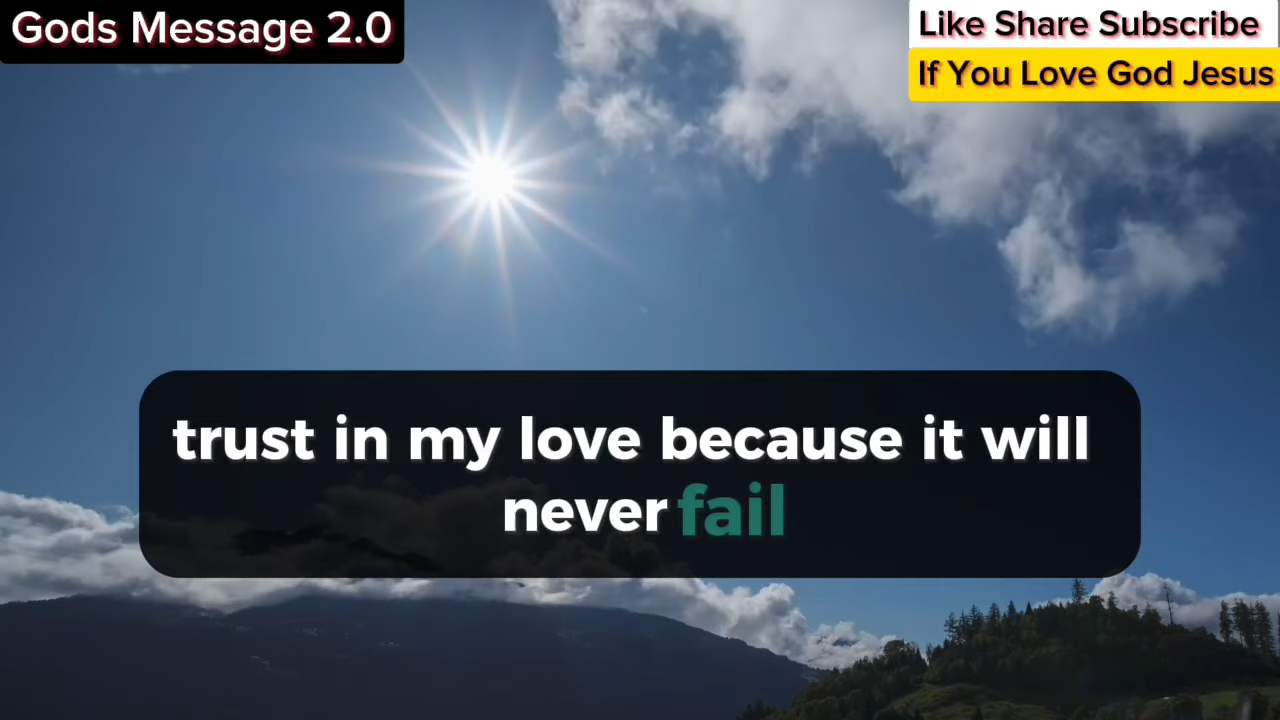 Gods Message 2.0
Like Share Subscribe
If You Love God Jesus
trust in my love because it will
never fail